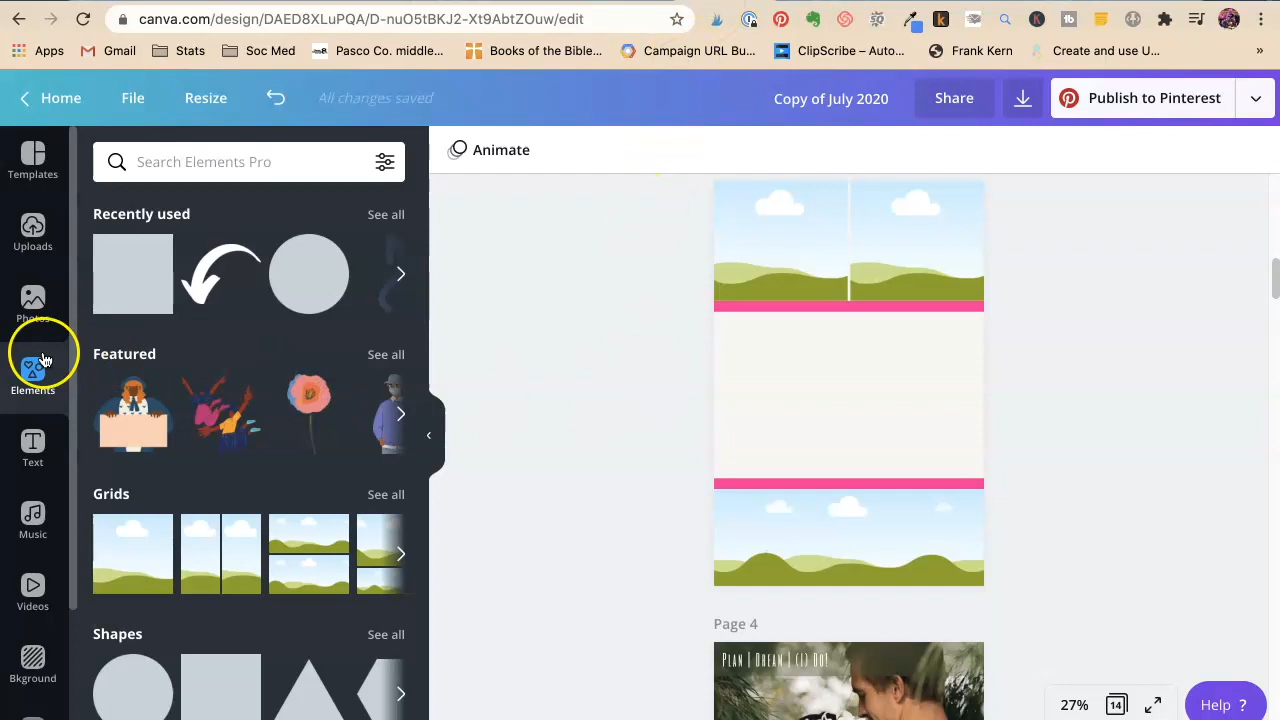 canva.com/design/DAED8XLuPQA/D-nuO5tBKJ2-Xt9AbtZOuw/edit
Apps
Gmail
Stats
Soc Med
Pasco Co. middle...
Books of the Bible...
Campaign URL Bu...
ClipScribe – Auto...
Frank Kern
Create and use U...
»
Home
File
Resize
All changes saved
Copy of July 2020
Share
Publish to Pinterest
Templates
Uploads
Photos
Elements
Text
Music
Videos
Bkground
Search Elements Pro
Recently used
See all
Featured
See all
Grids
See all
Shapes
See all
Animate
Page 4
Plan | Dream | (I) Do!
27%
14
Help ?